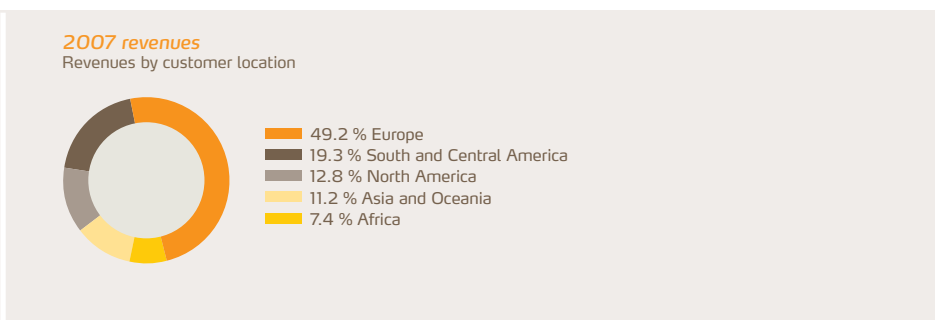 2007 revenues
Revenues by customer location
49.2 % Europe
19.3 % South and Central America
12.8 % North America
11.2 % Asia and Oceania
7.4 % Africa